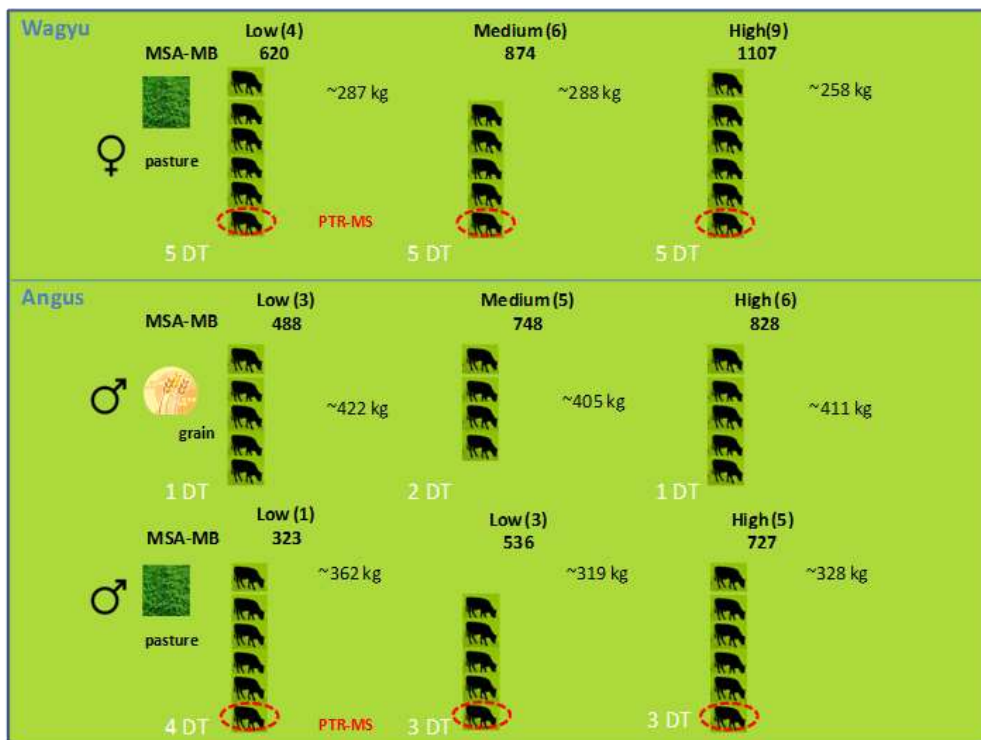 Wagyu
Low (4) Medium (6) High(9)
MSA-MB 620 874 1107
~287 kg ~288 kg ~258 kg
pasture
PTR-MS
5 DT 5 DT 5 DT
Angus
Low (3) Medium (5) High (6)
MSA-MB 488 748 828
~422 kg ~405 kg ~411 kg
grain
1 DT 2 DT 1 DT
Low (1) Low (3) High (5)
MSA-MB 323 536 727
~362 kg ~319 kg ~328 kg
pasture
4 DT PTR-MS 3 DT 3 DT